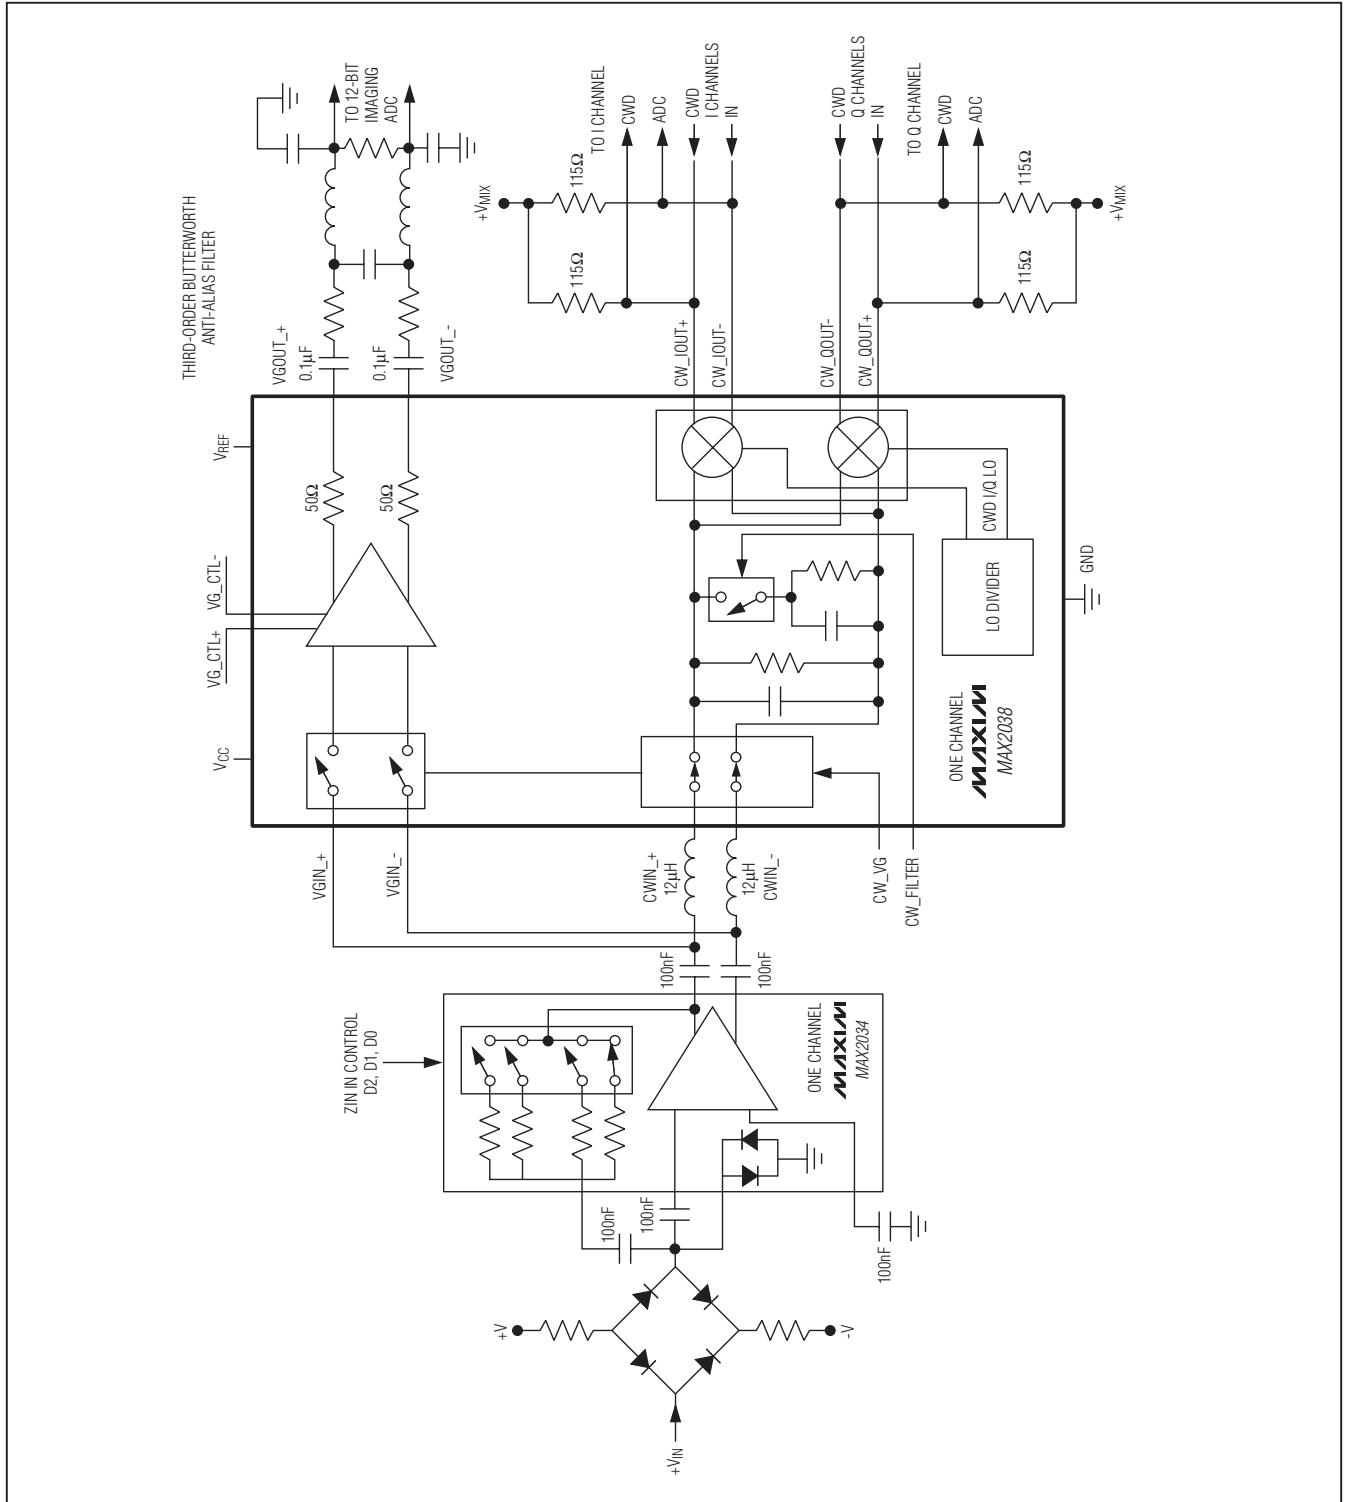 THIRD-ORDER BUTTERWORTH
ANTI-ALIAS FILTER
TO 12-BIT
IMAGING
ADC
VGOUT_+
0.1μF
0.1μF
VGOUT_-
+VMIX
115Ω
115Ω
TO I CHANNEL
CWD
ADC
CWD
I CHANNELS
IN
CWD
Q CHANNELS
IN
TO Q CHANNEL
CWD
ADC
115Ω
115Ω
+VMIX
CW_IOUT+
CW_IOUT-
CW_QOUT-
CW_QOUT+
VREF
50Ω
50Ω
VG_CTL-
VG_CTL+
VCC
CWD I/Q LO
LO DIVIDER
GND
ONE CHANNEL
MAXIM
MAX2038
VGIN_+
VGIN_-
CWIN_+
12μH
12μH
CWIN_-
CW_VG
CW_FILTER
100nF
100nF
ZIN IN CONTROL
D2, D1, D0
ONE CHANNEL
MAXIM
MAX2034
100nF
100nF
100nF
+V
-V
+VIN